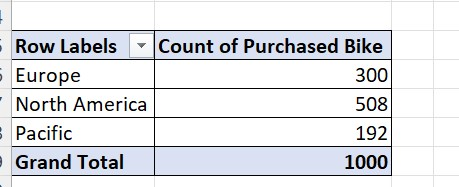 Row Labels Count of Purchased Bike
Europe 300
North America 508
Pacific 192
Grand Total 1000